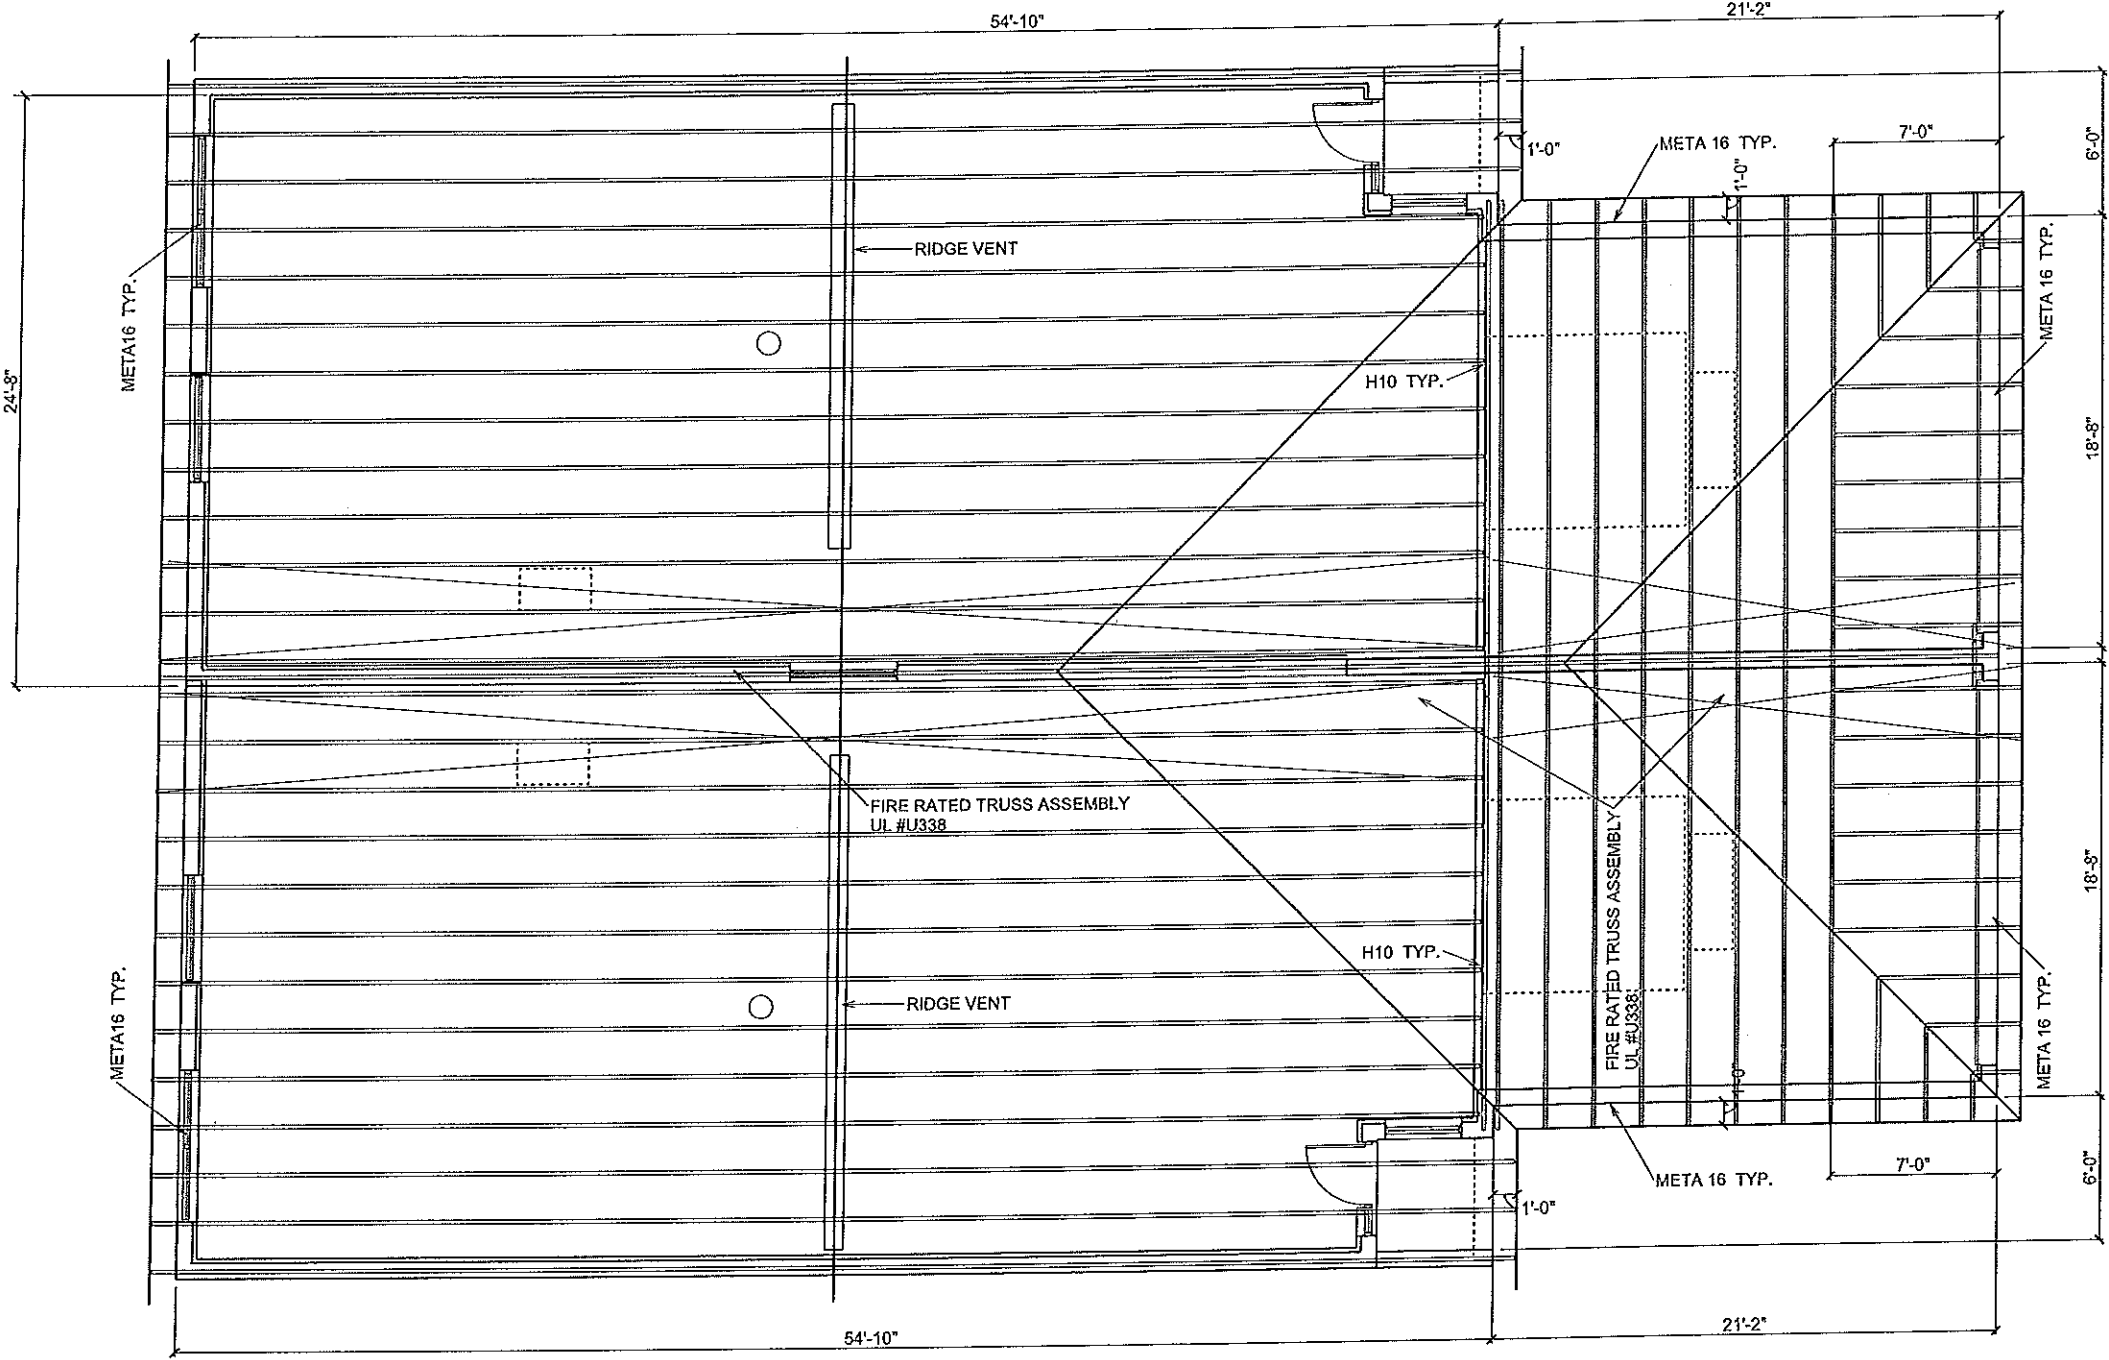 54'-10"
21'-2"
7'-0"
6'-0"
META 16 TYP.
1'-0"
1'-0"
RIDGE VENT
META16 TYP.
META 16 TYP.
24'-8"
H10 TYP.
18'-8"
FIRE RATED TRUSS ASSEMBLY
UL #U338
FIRE RATED TRUSS ASSEMBLY
UL #U338
18'-8"
H10 TYP.
RIDGE VENT
META16 TYP.
META 16 TYP.
7'-0"
META 16 TYP.
6'-0"
1'-0"
54'-10"
21'-2"